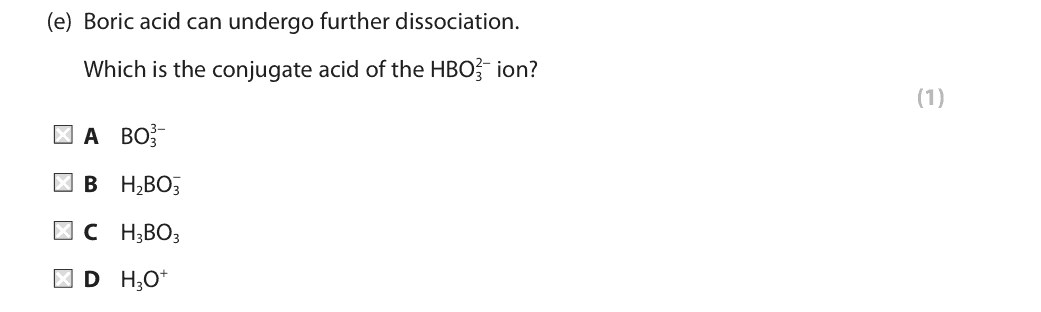 (e) Boric acid can undergo further dissociation.
Which is the conjugate acid of the HBO₃²⁻ ion?
(1)
A BO₃³⁻
B H₂BO₃⁻
C H₃BO₃
D H₃O⁺